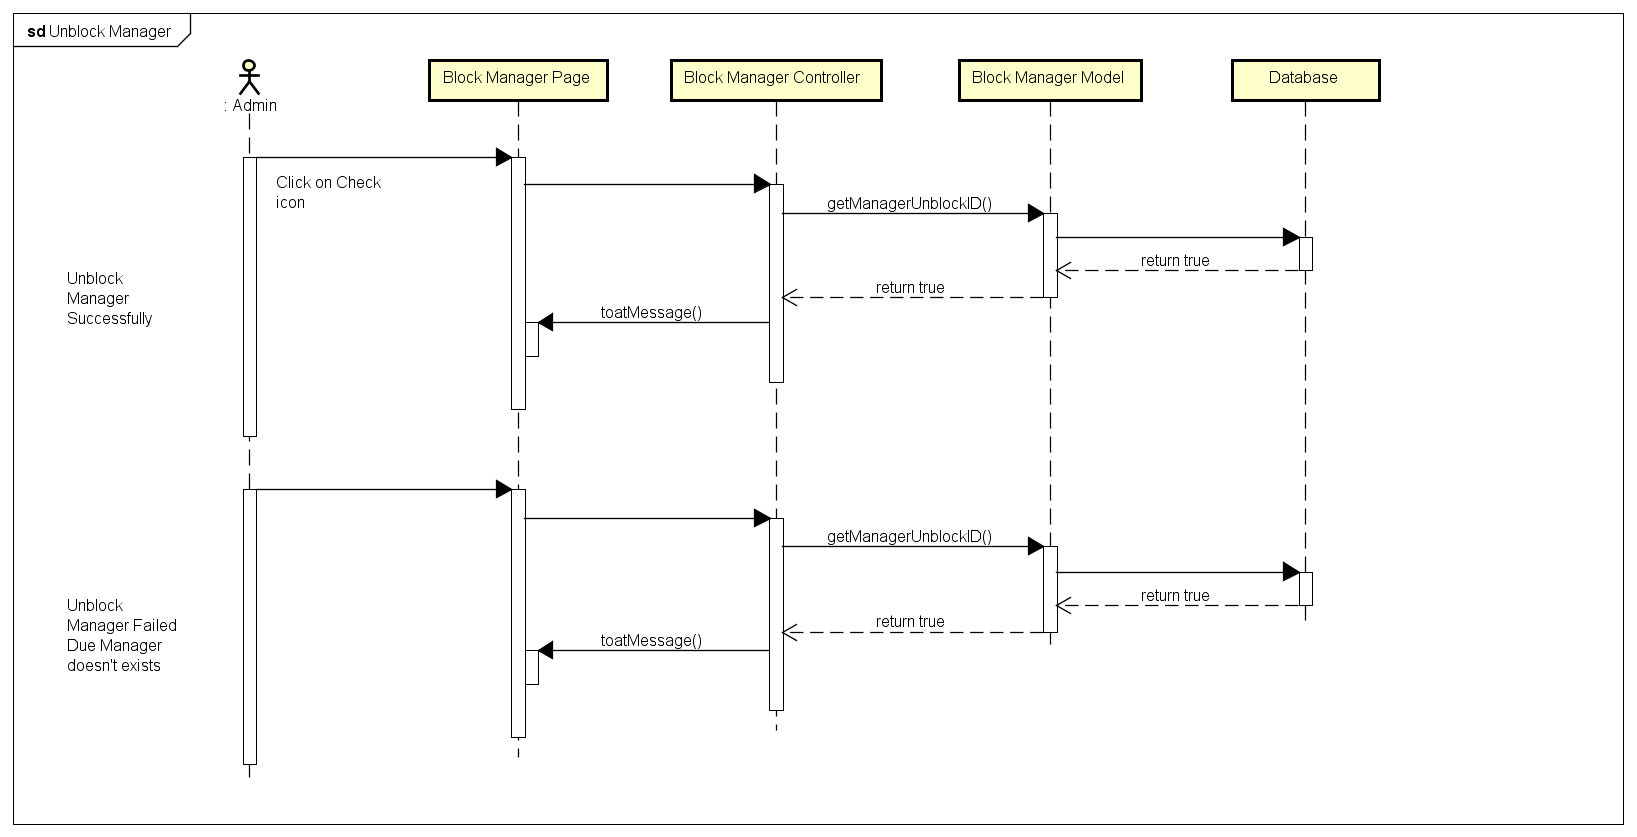 sd Unblock Manager
: Admin
Block Manager Page
Block Manager Controller
Block Manager Model
Database
Click on Check
icon
getManagerUnblockID()
return true
return true
toatMessage()
Unblock
Manager
Successfully
getManagerUnblockID()
return true
return true
toatMessage()
Unblock
Manager Failed
Due Manager
doesn't exists